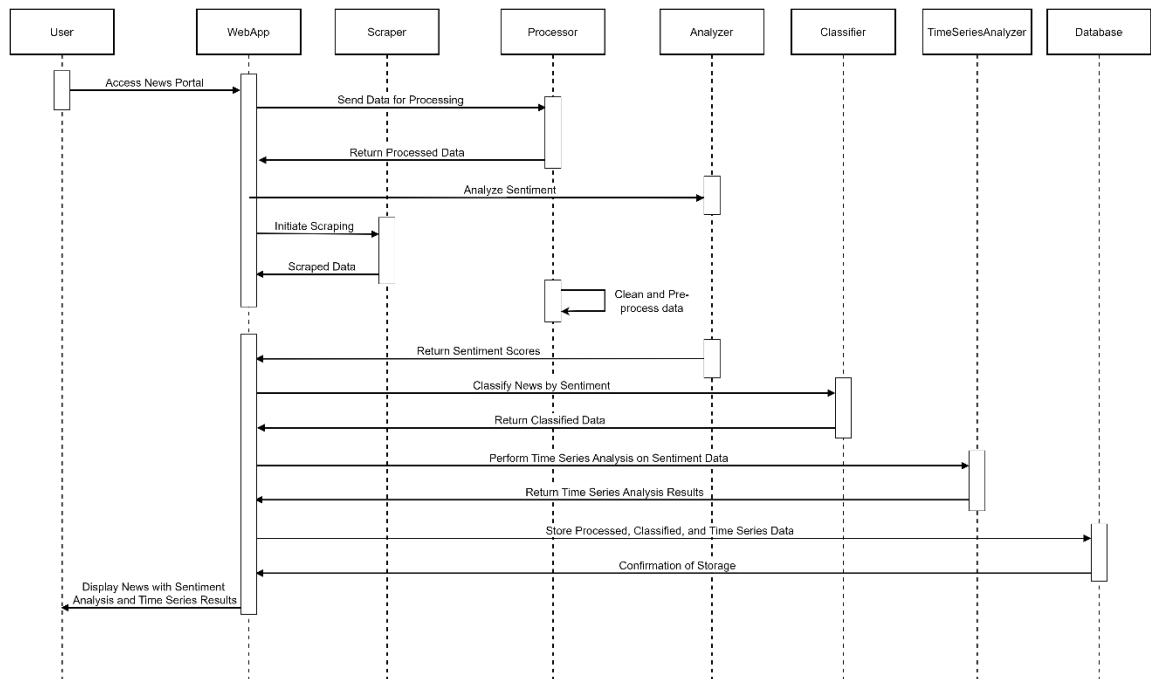 User
WebApp
Scraper
Processor
Analyzer
Classifier
TimeSeriesAnalyzer
Database
Access News Portal
Send Data for Processing
Return Processed Data
Analyze Sentiment
Initiate Scraping
Scraped Data
Clean and Pre-
process data
Return Sentiment Scores
Classify News by Sentiment
Return Classified Data
Perform Time Series Analysis on Sentiment Data
Return Time Series Analysis Results
Store Processed, Classified, and Time Series Data
Confirmation of Storage
Display News with Sentiment
Analysis and Time Series Results